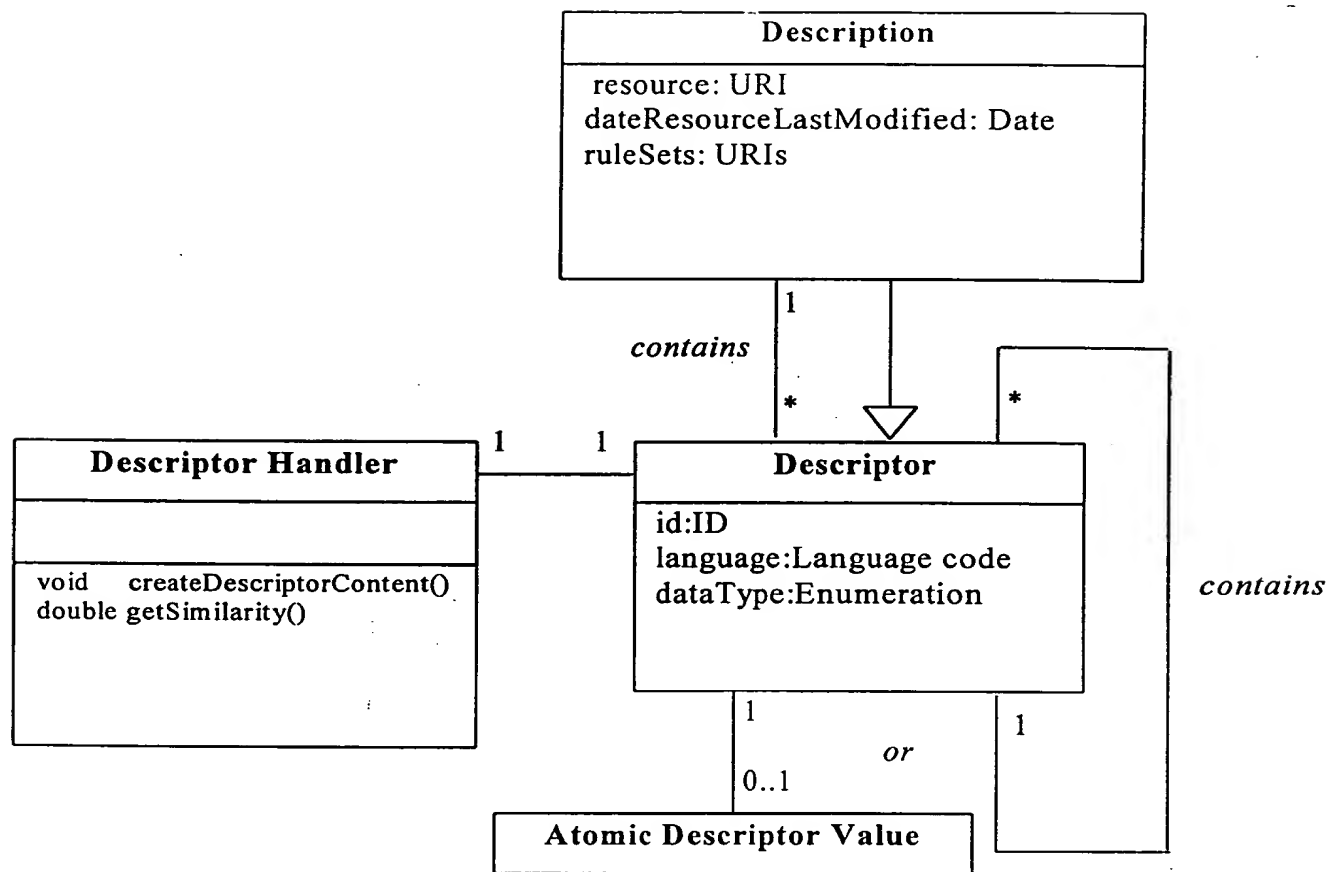 Description
resource: URI
dateResourceLastModified: Date
ruleSets: URIs
1
contains
*
*
1
1
Descriptor Handler
Descriptor
id:ID
language:Language code
dataType:Enumeration
void createDescriptorContent()
double getSimilarity()
contains
1
1
or
0..1
Atomic Descriptor Value